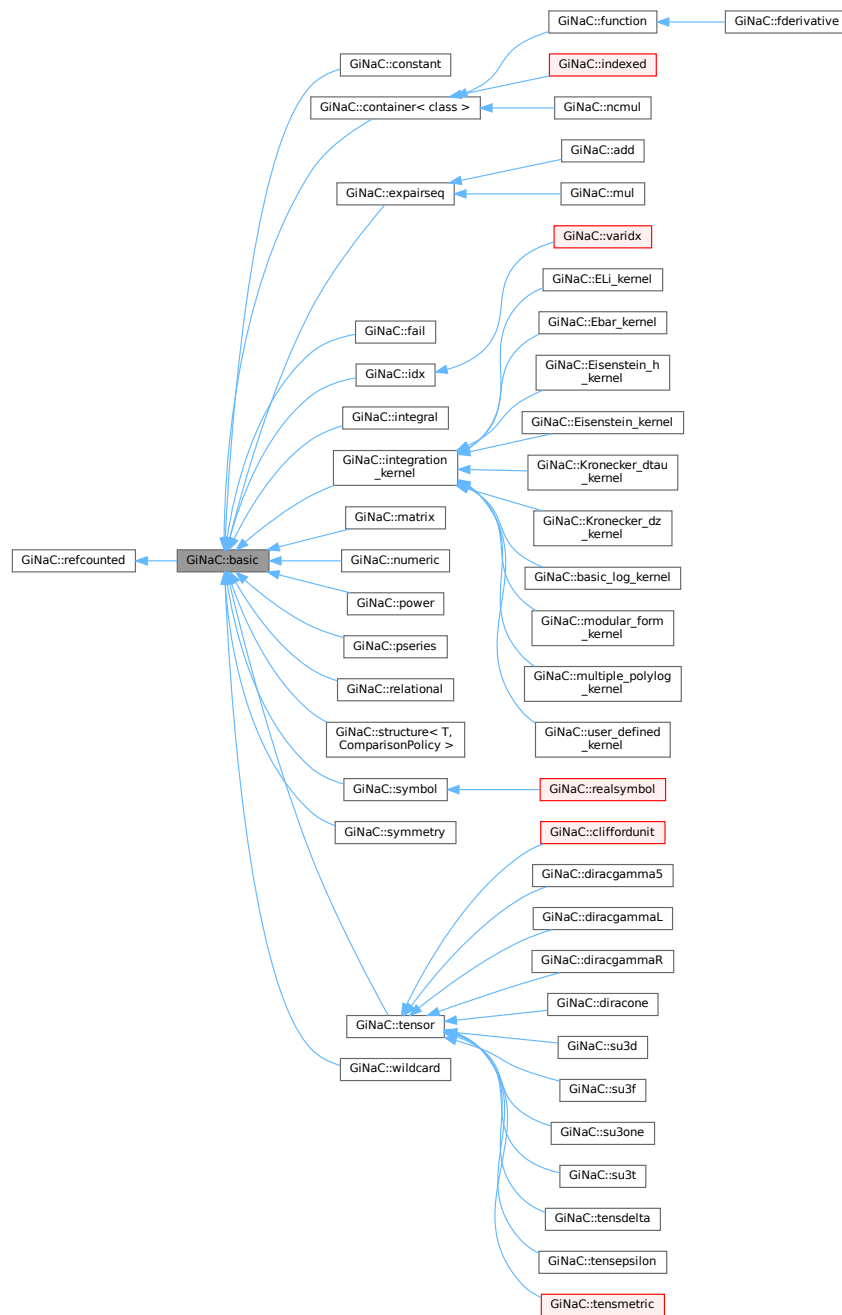 GiNaC::function
GiNaC::fderivative
GiNaC::constant
GiNaC::indexed
GiNaC::container< class >
GiNaC::ncmul
GiNaC::add
GiNaC::expairseq
GiNaC::mul
GiNaC::varidx
GiNaC::ELi_kernel
GiNaC::Ebar_kernel
GiNaC::fail
GiNaC::idx
GiNaC::Eisenstein_h
_kernel
GiNaC::integral
GiNaC::Eisenstein_kernel
GiNaC::integration
_kernel
GiNaC::Kronecker_dtau
_kernel
GiNaC::matrix
GiNaC::Kronecker_dz
_kernel
GiNaC::refcounted
GiNaC::basic
GiNaC::numeric
GiNaC::basic_log_kernel
GiNaC::power
GiNaC::modular_form
_kernel
GiNaC::pseries
GiNaC::relational
GiNaC::multiple_polylog
_kernel
GiNaC::structure< T,
ComparisonPolicy >
GiNaC::user_defined
_kernel
GiNaC::symbol
GiNaC::realsymbol
GiNaC::symmetry
GiNaC::cliffordunit
GiNaC::diracgamma5
GiNaC::diracgammaL
GiNaC::diracgammaR
GiNaC::diracone
GiNaC::tensor
GiNaC::su3d
GiNaC::wildcard
GiNaC::su3f
GiNaC::su3one
GiNaC::su3t
GiNaC::tensdelta
GiNaC::tensepsilon
GiNaC::tensmetric